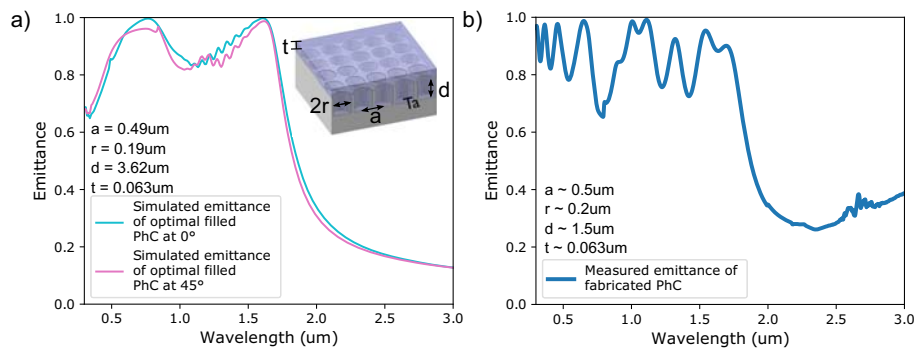 a)
1.0
0.8
0.6
0.4
0.2
0.0
Emittance
t
2r
a
d
Ta
a = 0.49um
r = 0.19um
d = 3.62um
t = 0.063um
Simulated emittance
of optimal filled
PhC at 0°
Simulated emittance
of optimal filled
PhC at 45°
0.5 1.0 1.5 2.0 2.5 3.0
Wavelength (um)
b)
1.0
0.8
0.6
0.4
0.2
0.0
Emittance
a ~ 0.5um
r ~ 0.2um
d ~ 1.5um
t ~ 0.063um
Measured emittance of
fabricated PhC
0.5 1.0 1.5 2.0 2.5 3.0
Wavelength (um)